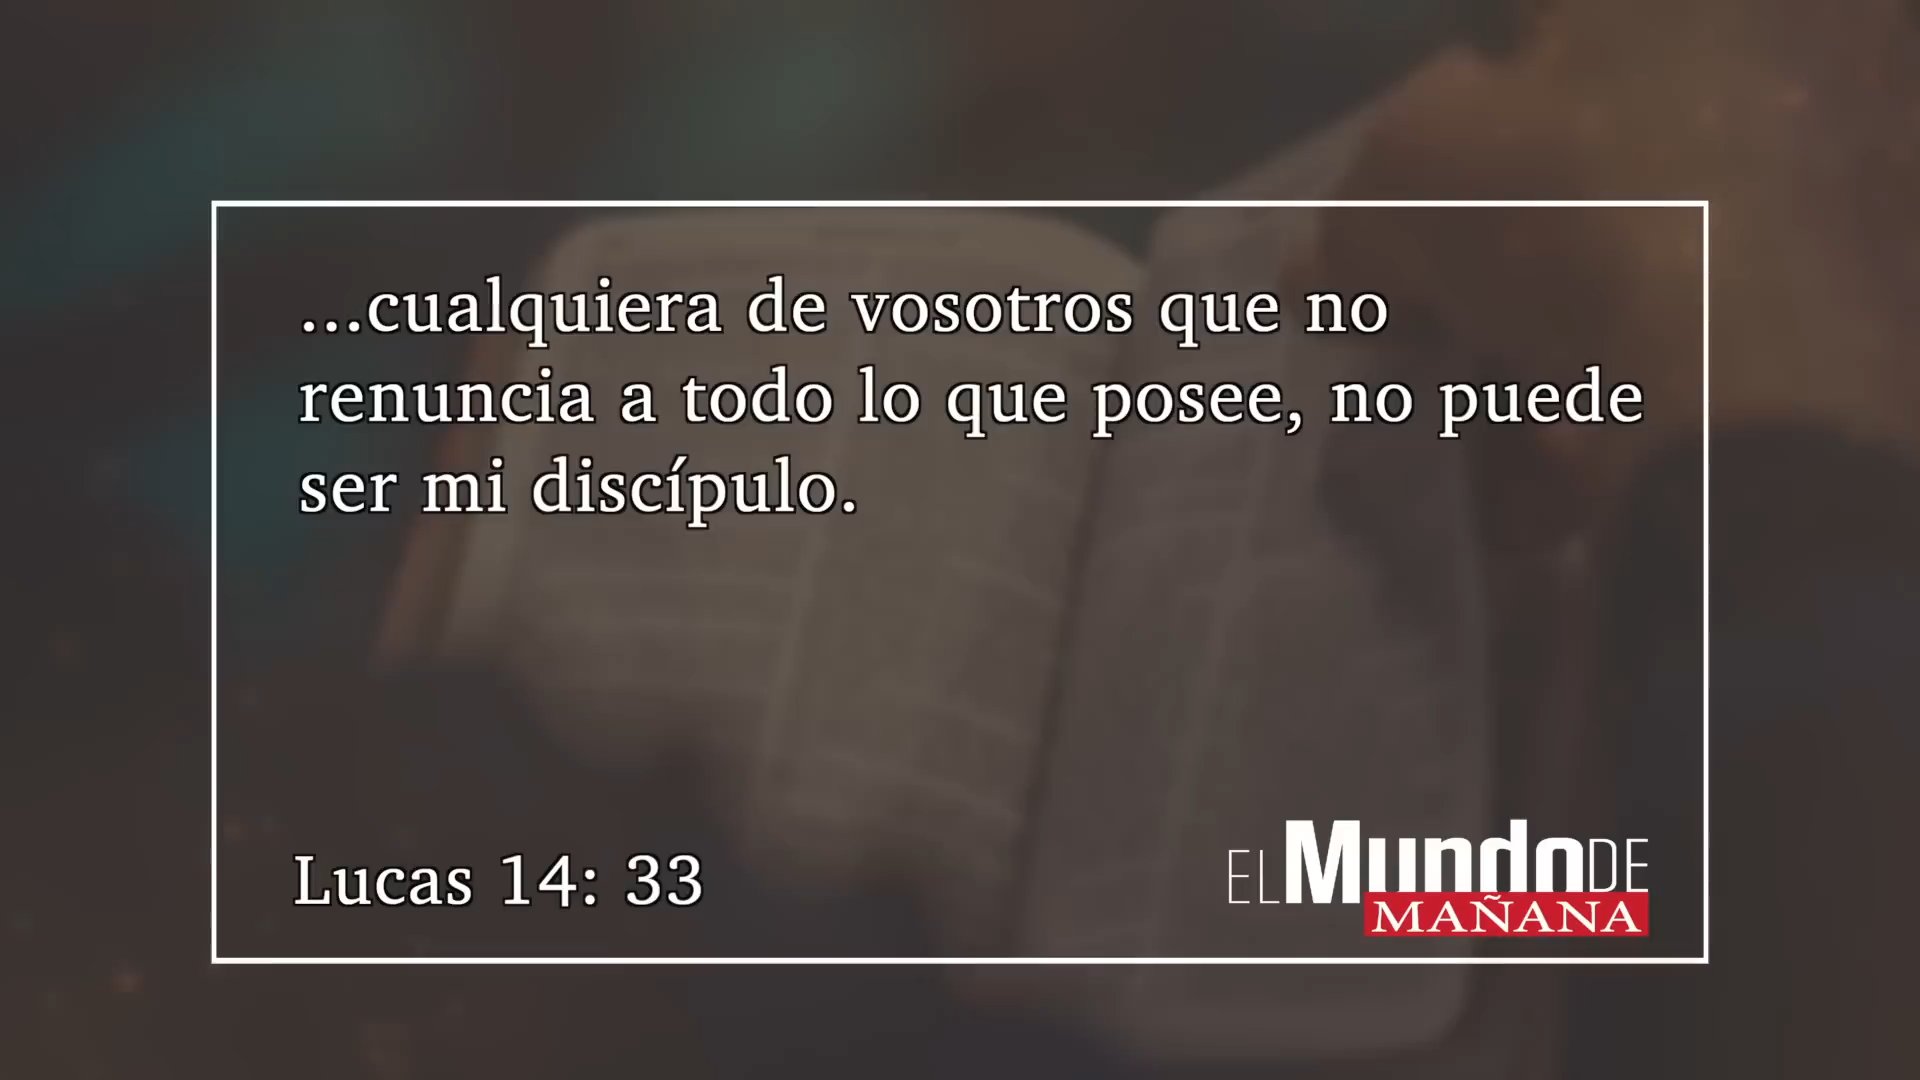 ...cualquiera de vosotros que no
renuncia a todo lo que posee, no puede
ser mi discípulo.
Lucas 14: 33
EL Mundo DE
MAÑANA